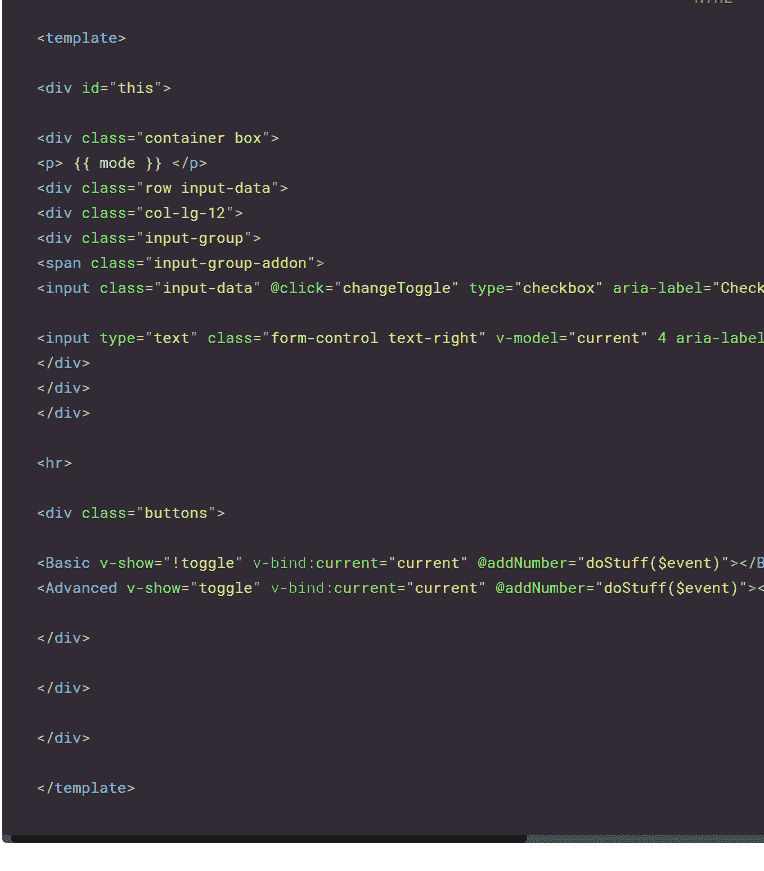 <template>
<div id="this">
<div class="container box">
<p> {{ mode }} </p>
<div class="row input-data">
<div class="col-lg-12">
<div class="input-group">
<span class="input-group-addon">
<input class="input-data" @click="changeToggle" type="checkbox" aria-label="Check
<input type="text" class="form-control text-right" v-model="current" 4 aria-label
</div>
</div>
</div>
<hr>
<div class="buttons">
<Basic v-show="!toggle" v-bind:current="current" @addNumber="doStuff($event)"></B
<Advanced v-show="toggle" v-bind:current="current" @addNumber="doStuff($event)"><
</div>
</div>
</div>
</template>